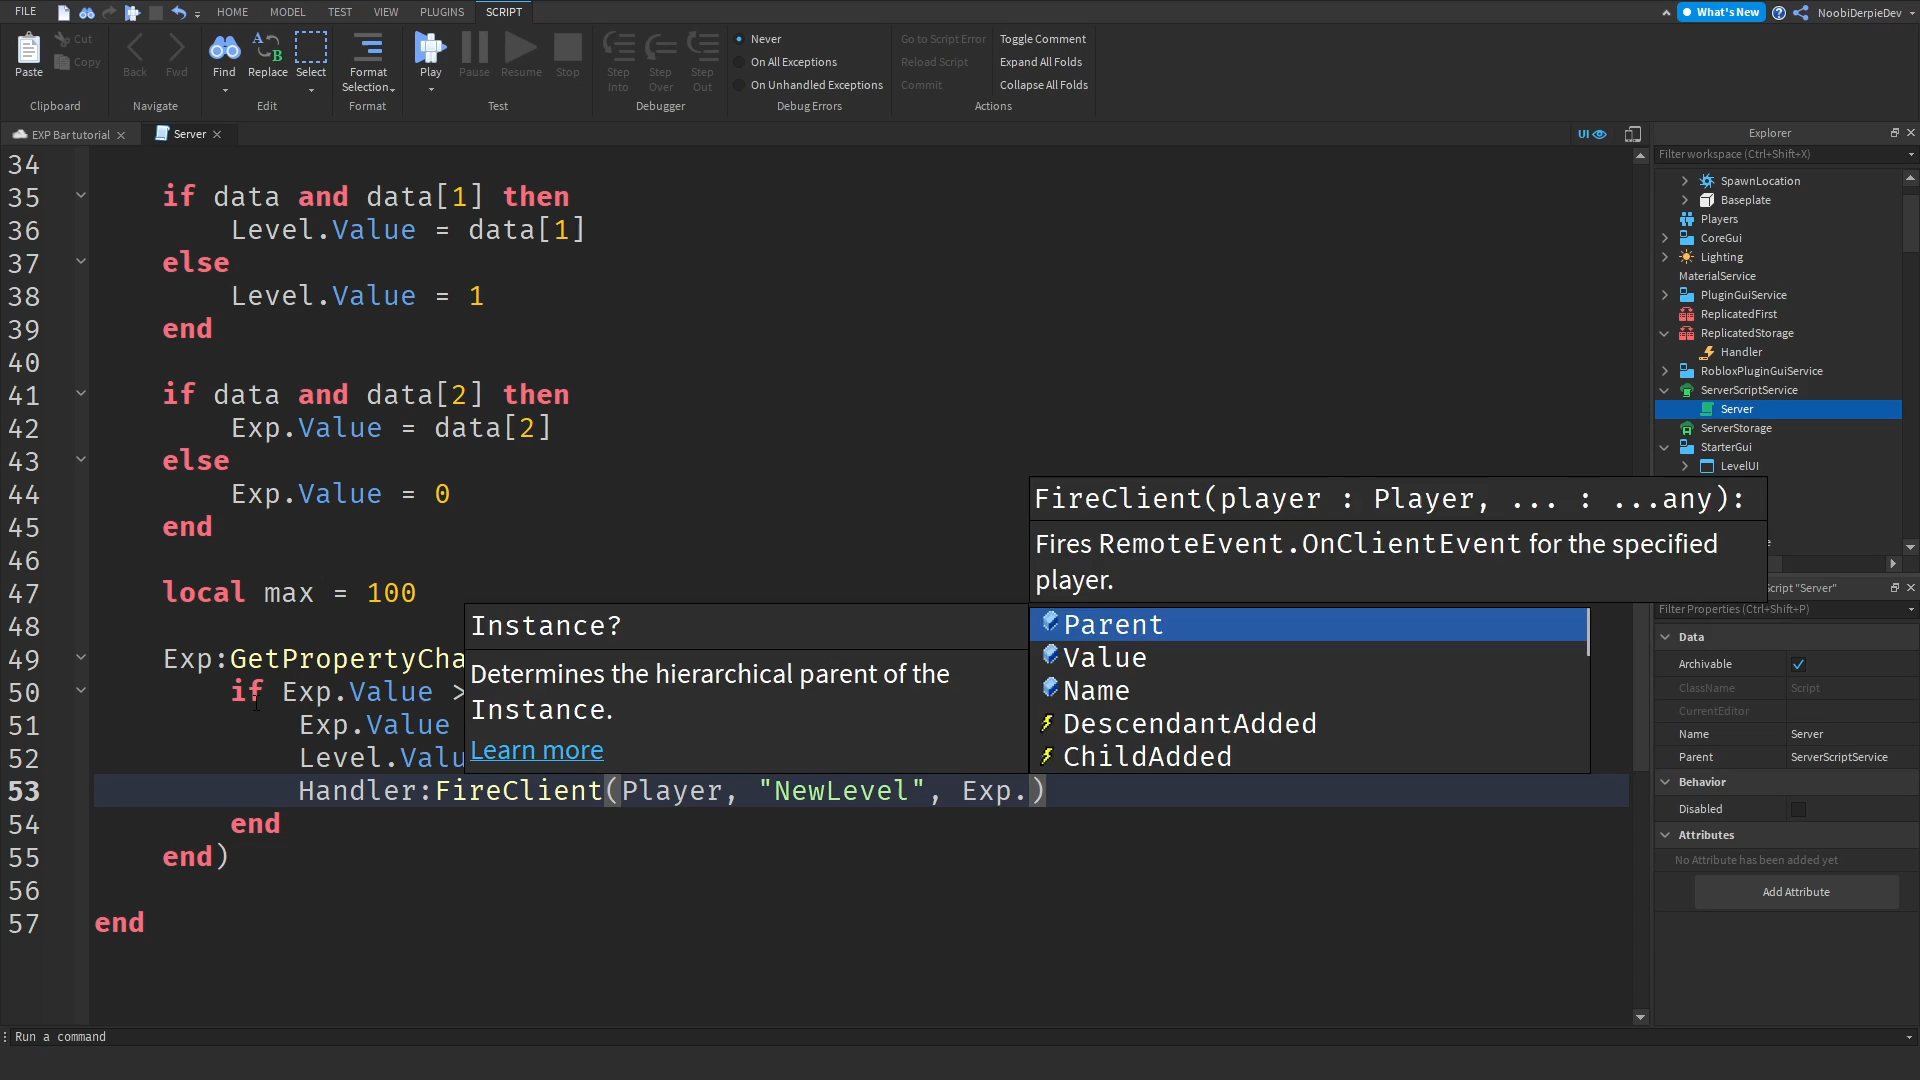 FILE HOME MODEL TEST VIEW PLUGINS SCRIPT What's New NoobiDerpieDev
Paste Cut Copy
Clipboard
Back Fwd
Navigate
Find Replace Select
Edit
Format
Selection
Format
Play Pause Resume Stop
Test
Step Into Step Over Step Out
Debugger
Never
On All Exceptions
On Unhandled Exceptions
Debug Errors
Go to Script Error
Reload Script
Commit
Toggle Comment
Expand All Folds
Collapse All Folds
Actions
EXP Bar tutorial Server UI
34
35 if data and data[1] then
36 Level.Value = data[1]
37 else
38 Level.Value = 1
39 end
40
41 if data and data[2] then
42 Exp.Value = data[2]
43 else
44 Exp.Value = 0
45 end
46
47 local max = 100
48
49 Exp:GetPropertyCha
50 if Exp.Value >
51 Exp.Value
52 Level.Valu
53 Handler:FireClient(Player, "NewLevel", Exp.)
54 end
55 end)
56
57 end
Instance?
Determines the hierarchical parent of the
Instance.
Learn more
FireClient(player : Player, ... : ...any):
Fires RemoteEvent.OnClientEvent for the specified
player.
Parent
Value
Name
DescendantAdded
ChildAdded
Explorer
Filter workspace (Ctrl+Shift+X)
SpawnLocation
Baseplate
Players
CoreGui
Lighting
MaterialService
PluginGuiService
ReplicatedFirst
ReplicatedStorage
Handler
RobloxPluginGuiService
ServerScriptService
Server
ServerStorage
StarterGui
LevelUI
cript "Server"
Filter Properties (Ctrl+Shift+P)
Data
Archivable
ClassName Script
CurrentEditor
Name Server
Parent ServerScriptService
Behavior
Disabled
Attributes
No Attribute has been added yet
Add Attribute
Run a command